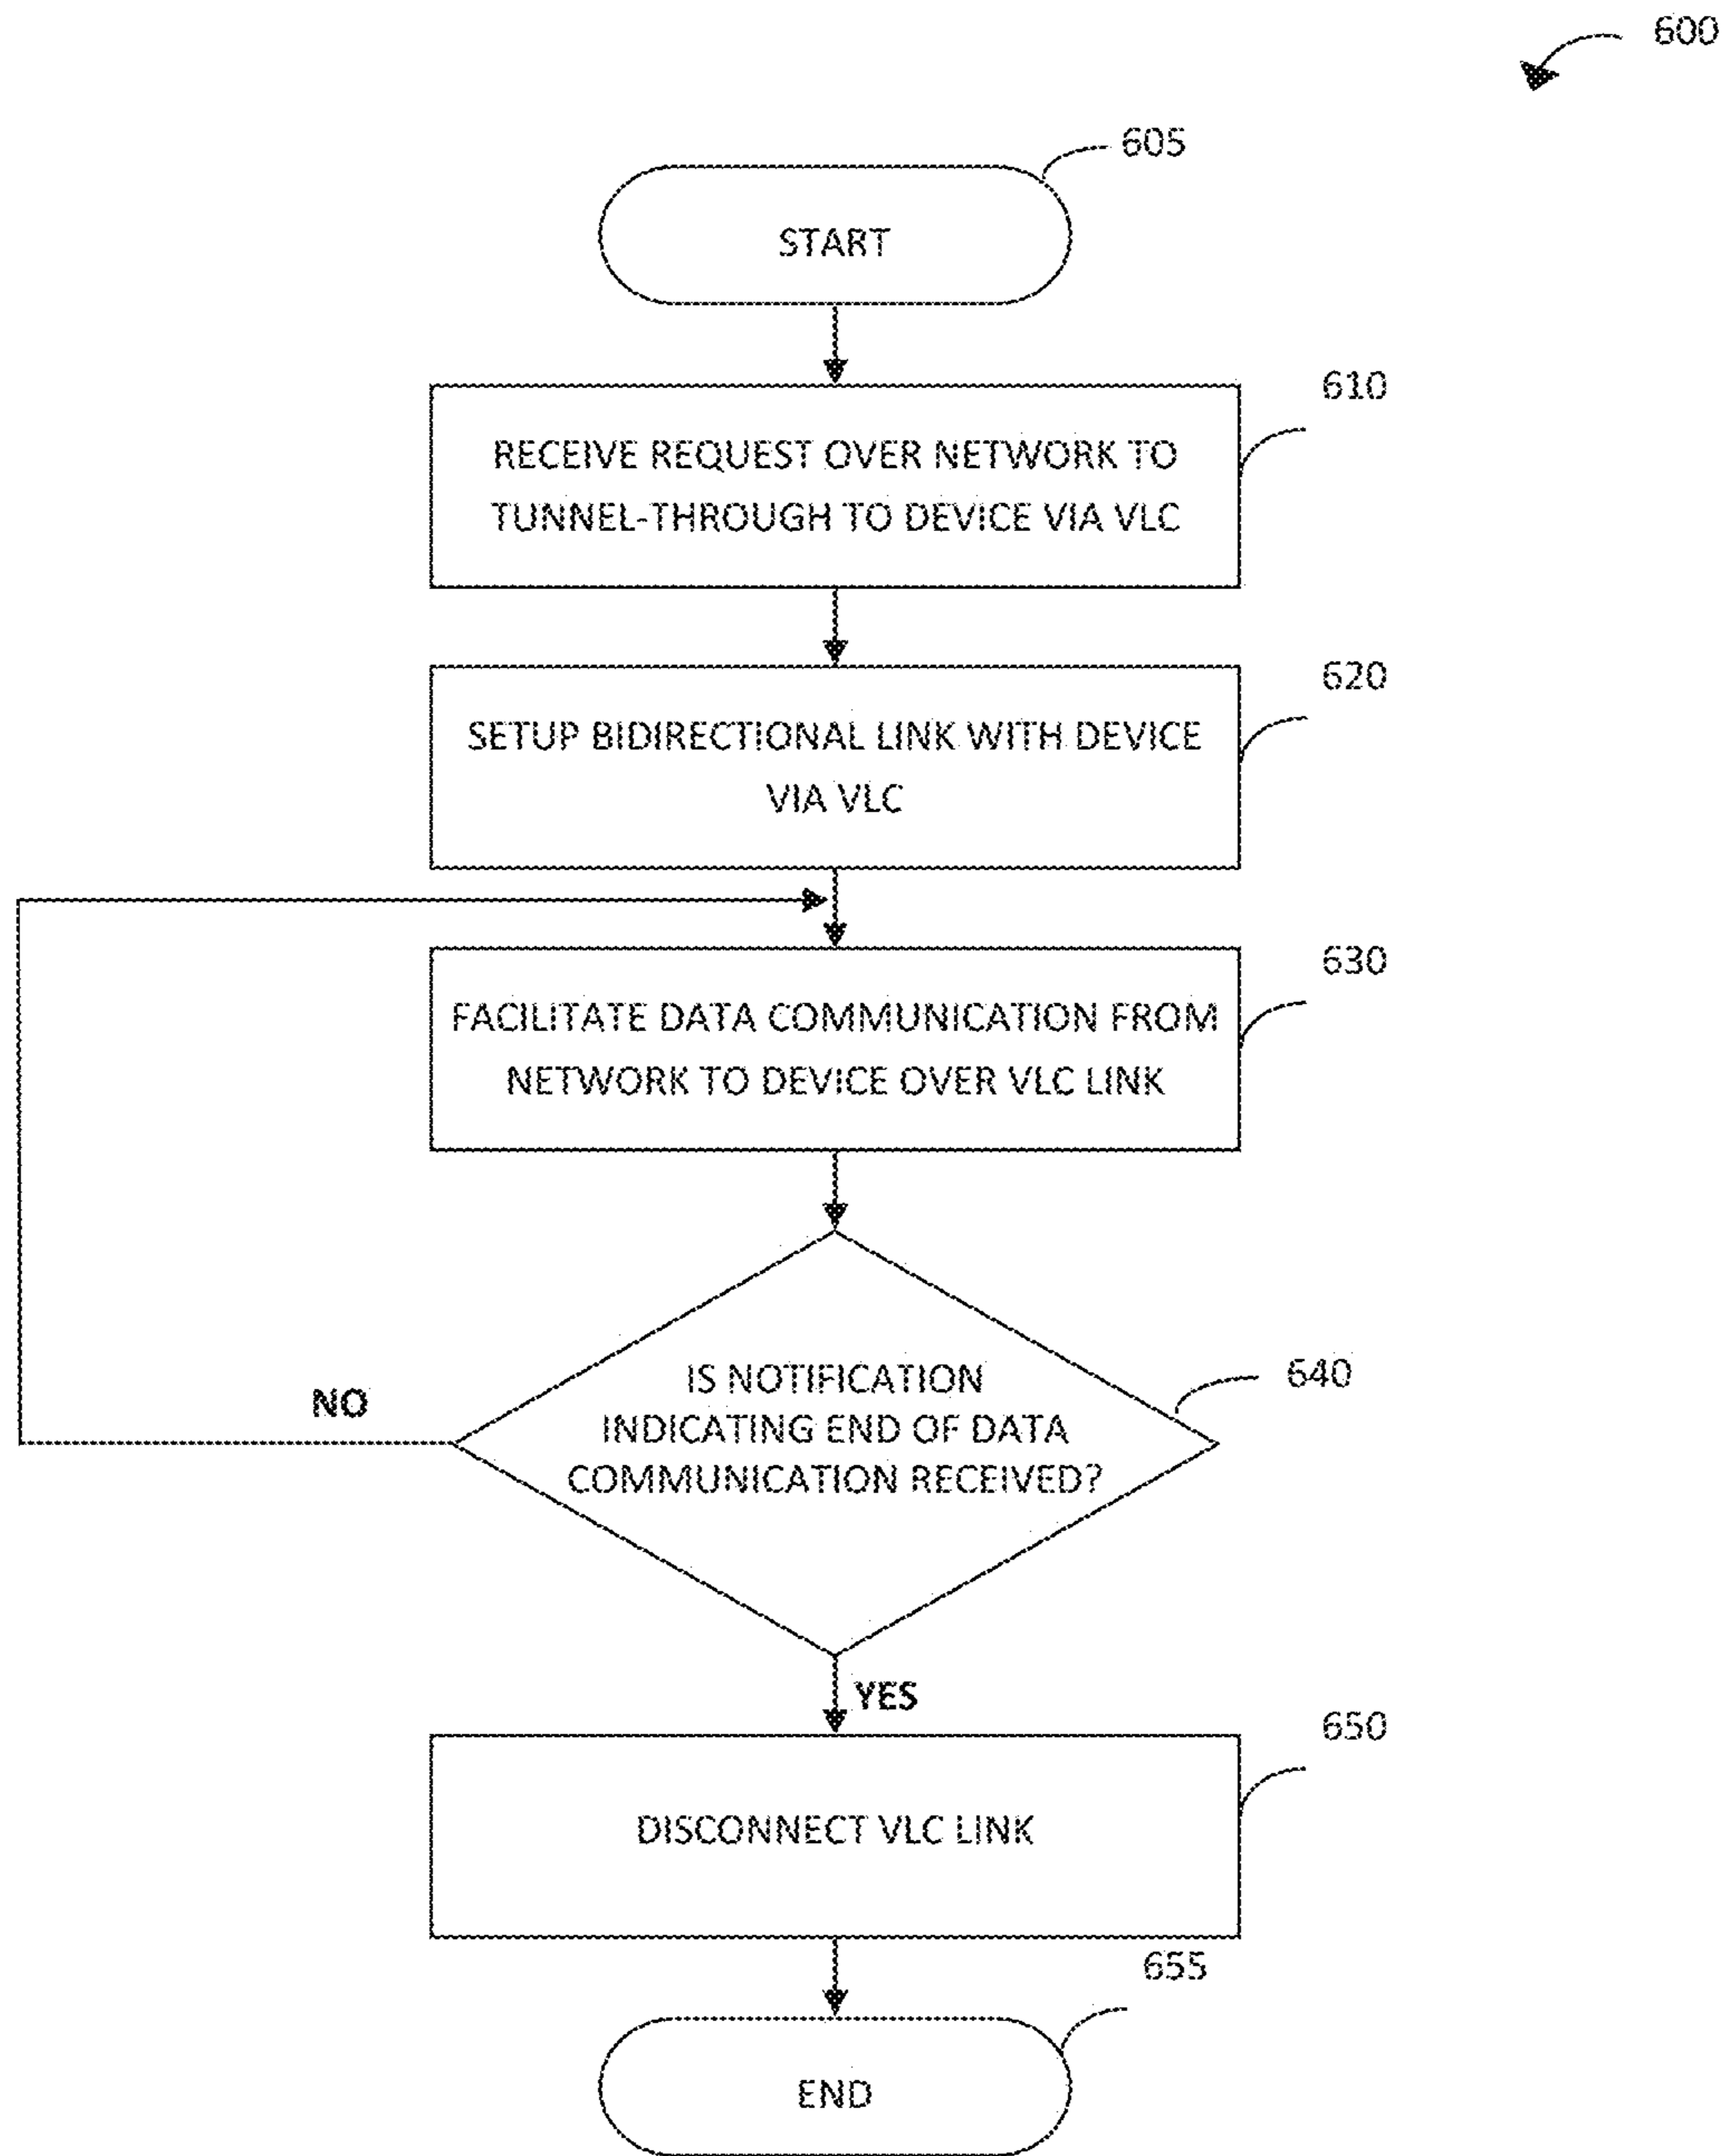 600
605
START
610
RECEIVE REQUEST OVER NETWORK TO
TUNNEL-THROUGH TO DEVICE VIA VLC
620
SETUP BIDIRECTIONAL LINK WITH DEVICE
VIA VLC
630
FACILITATE DATA COMMUNICATION FROM
NETWORK TO DEVICE OVER VLC LINK
640
IS NOTIFICATION
INDICATING END OF DATA
COMMUNICATION RECEIVED?
NO
YES
650
DISCONNECT VLC LINK
655
END